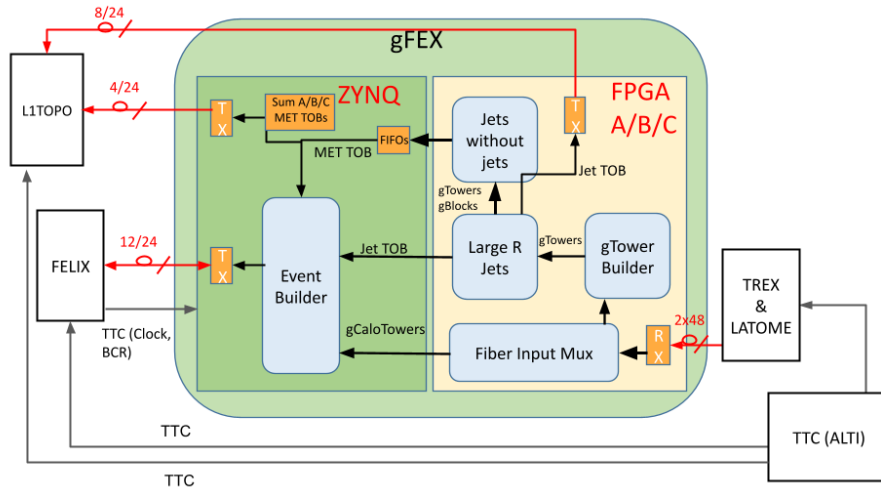 8/24
gFEX
L1TOPO
4/24
T
X
Sum A/B/C
MET TOBs
ZYNQ
FIFOs
MET TOB
Jets
without
jets
T
X
FPGA
A/B/C
Jet TOB
gTowers
gBlocks
FELIX
12/24
T
X
Event
Builder
Jet TOB
Large R
Jets
gTowers
gTower
Builder
TTC (Clock,
BCR)
gCaloTowers
Fiber Input Mux
R
X
2x48
TREX
&
LATOME
TTC
TTC (ALTI)
TTC